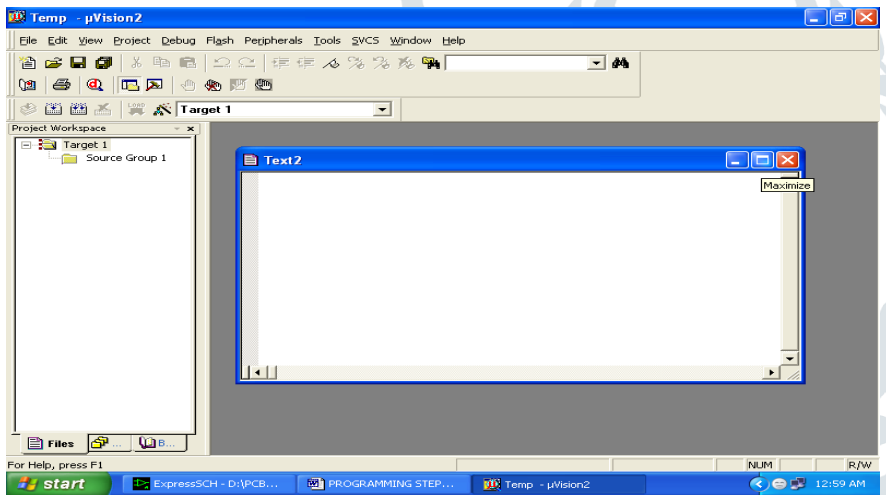 Temp - µVision2
File Edit View Project Debug Flash Peripherals Tools SVCS Window Help
LOAD Target 1
Project Workspace
Target 1
Source Group 1
Text2
Maximize
Files ... B...
For Help, press F1 NUM R/W
start ExpressSCH - D:\PCB... PROGRAMMING STEP... Temp - µVision2 12:59 AM